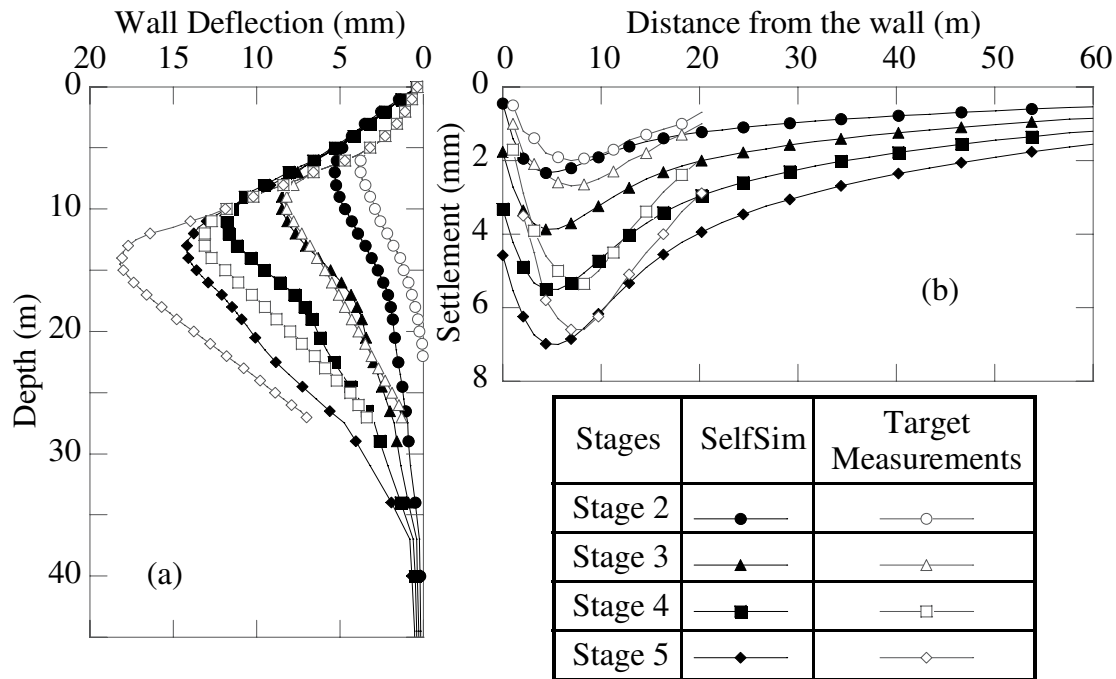 Wall Deflection (mm)
20 15 10 5 0
0
10
20
30
40
Depth (m)
(a)
Distance from the wall (m)
0 10 20 30 40 50 60
0
2
4
6
8
Settlement (mm)
(b)
Stages SelfSim Target Measurements
Stage 2
Stage 3
Stage 4
Stage 5